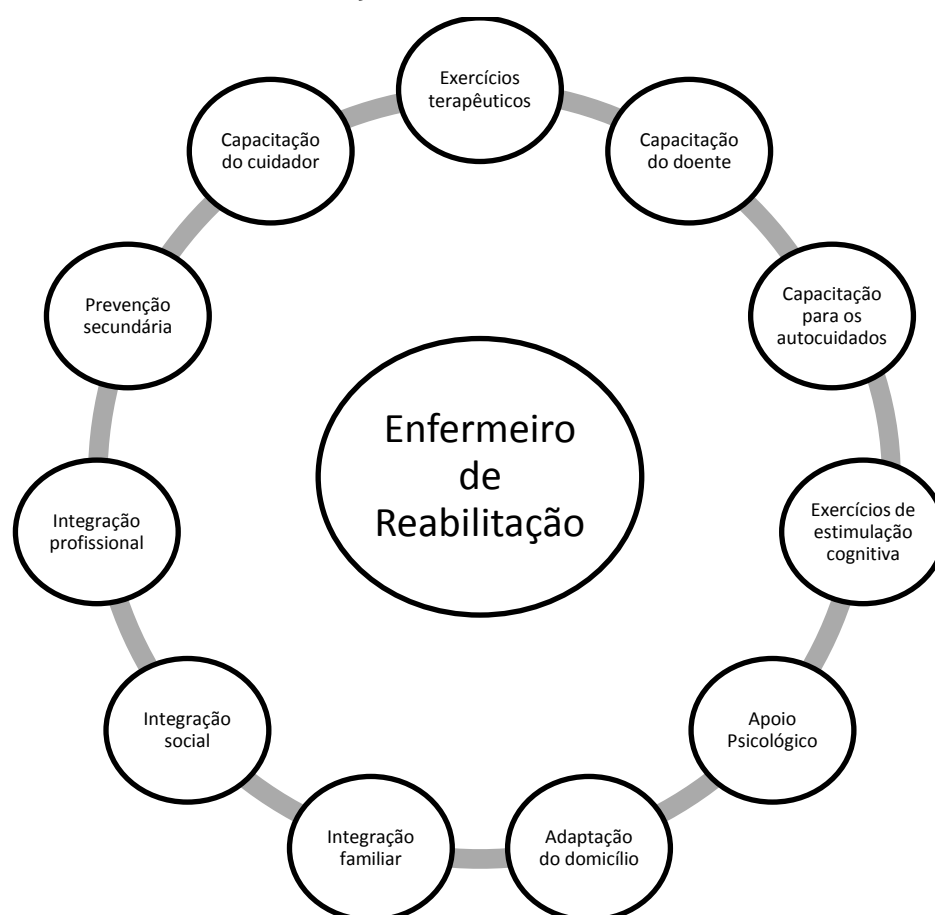 Exercícios
terapêuticos
Capacitação
do doente
Capacitação
para os
autocuidados
Exercícios de
estimulação
cognitiva
Apoio
Psicológico
Adaptação
do domicílio
Integração
familiar
Integração
social
Integração
profissional
Prevenção
secundária
Capacitação
do cuidador
Enfermeiro
de
Reabilitação